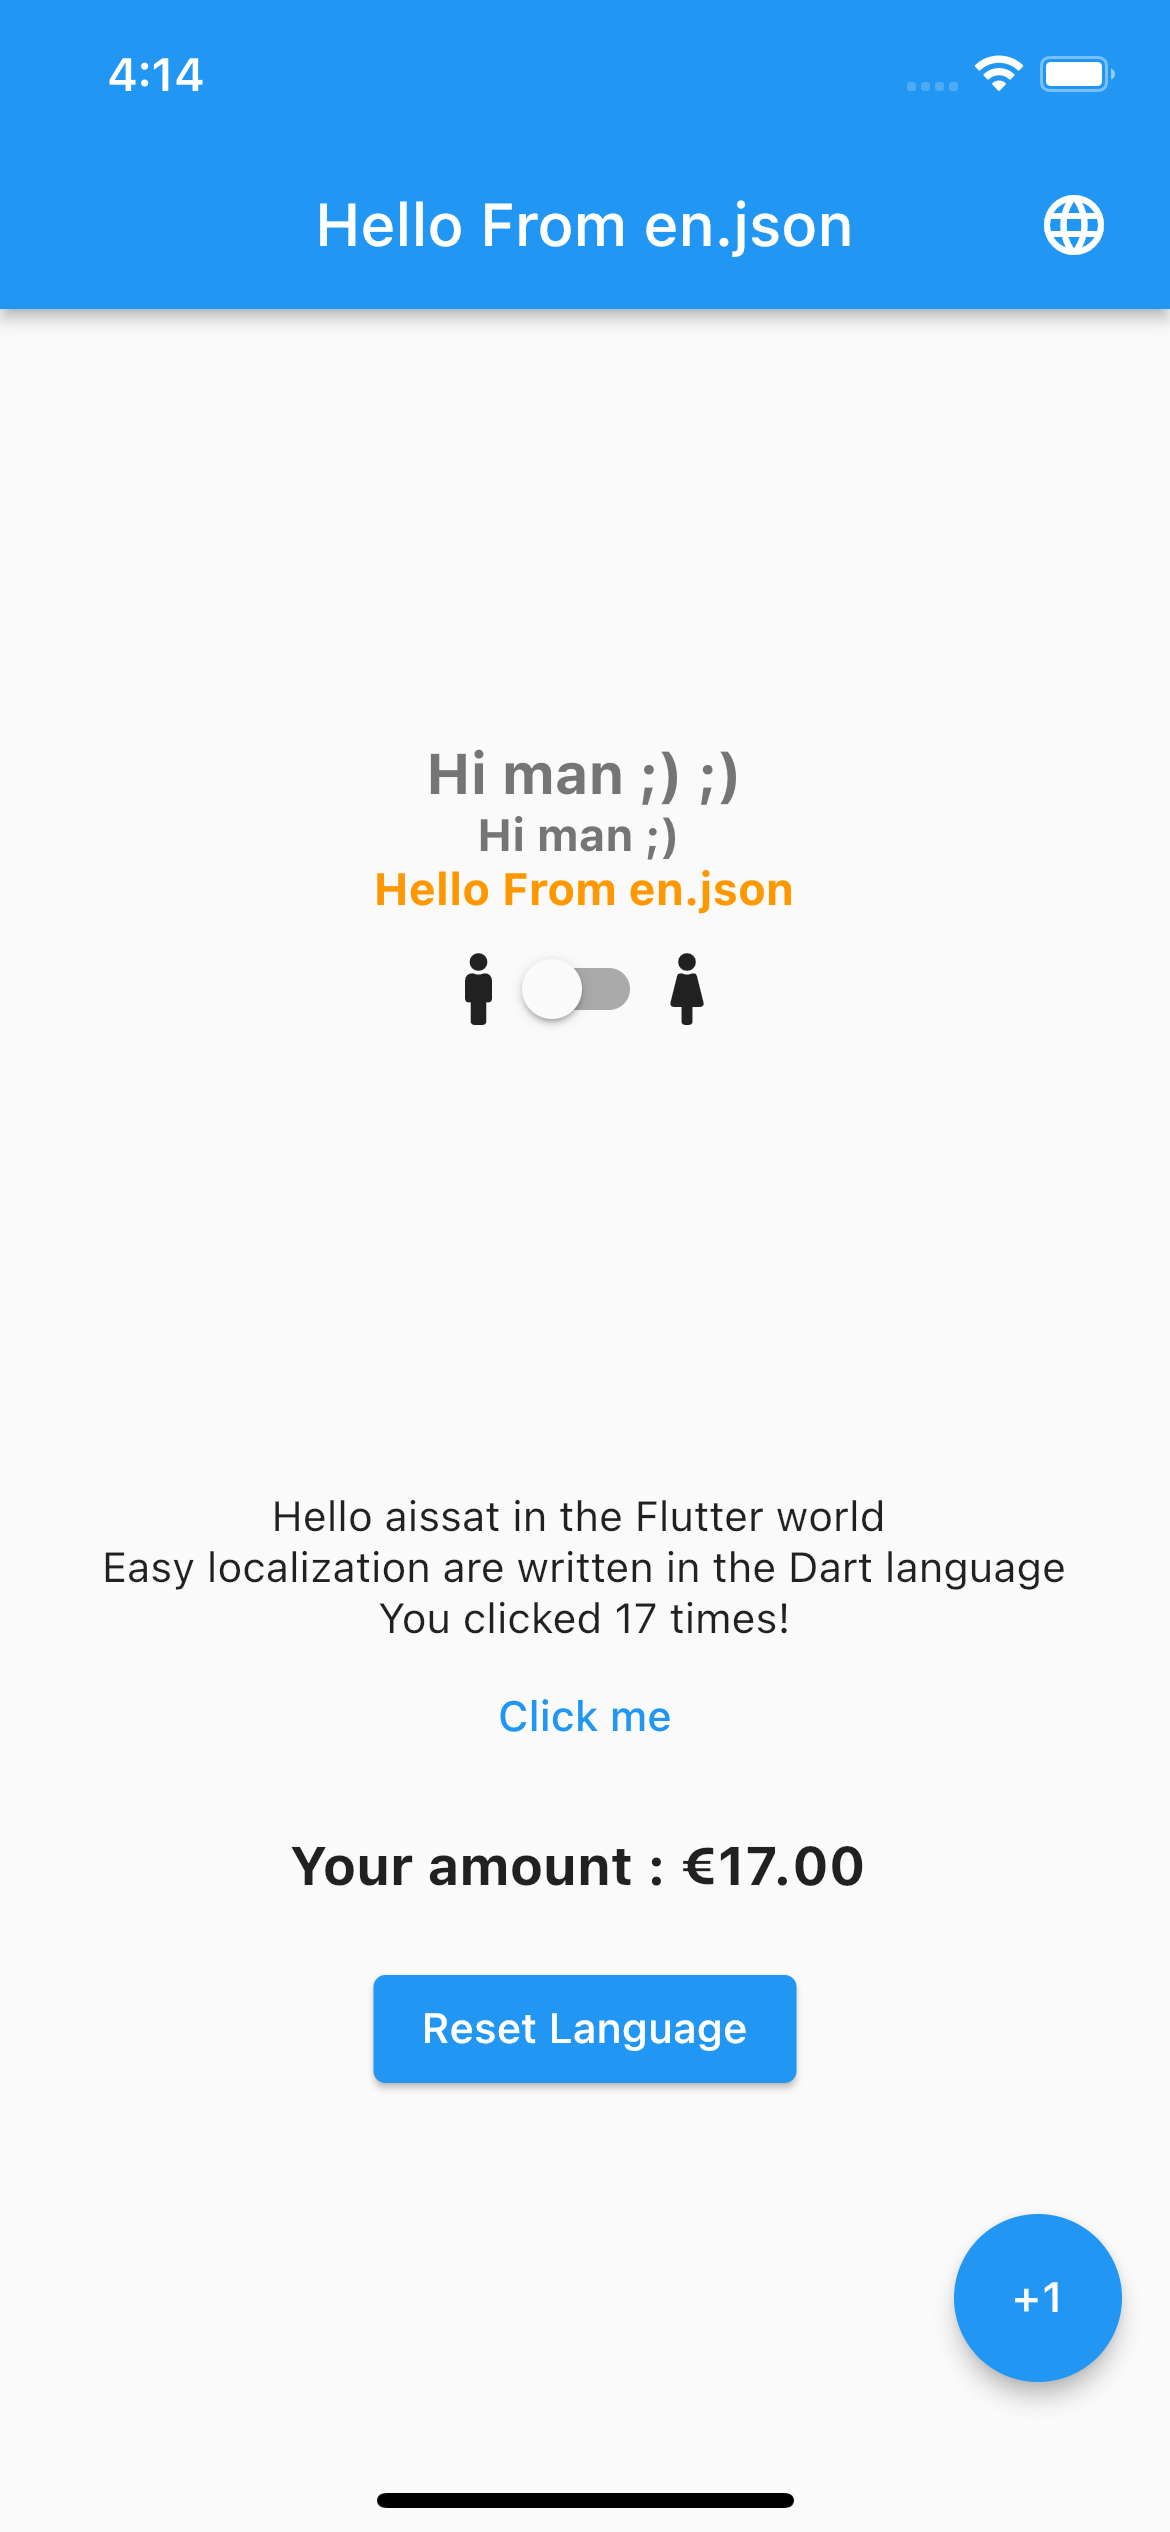 4:14
Hello From en.json
Hi man ;) ;)
Hi man ;)
Hello From en.json
Hello aissat in the Flutter world
Easy localization are written in the Dart language
You clicked 17 times!
Click me
Your amount : €17.00
Reset Language
+1